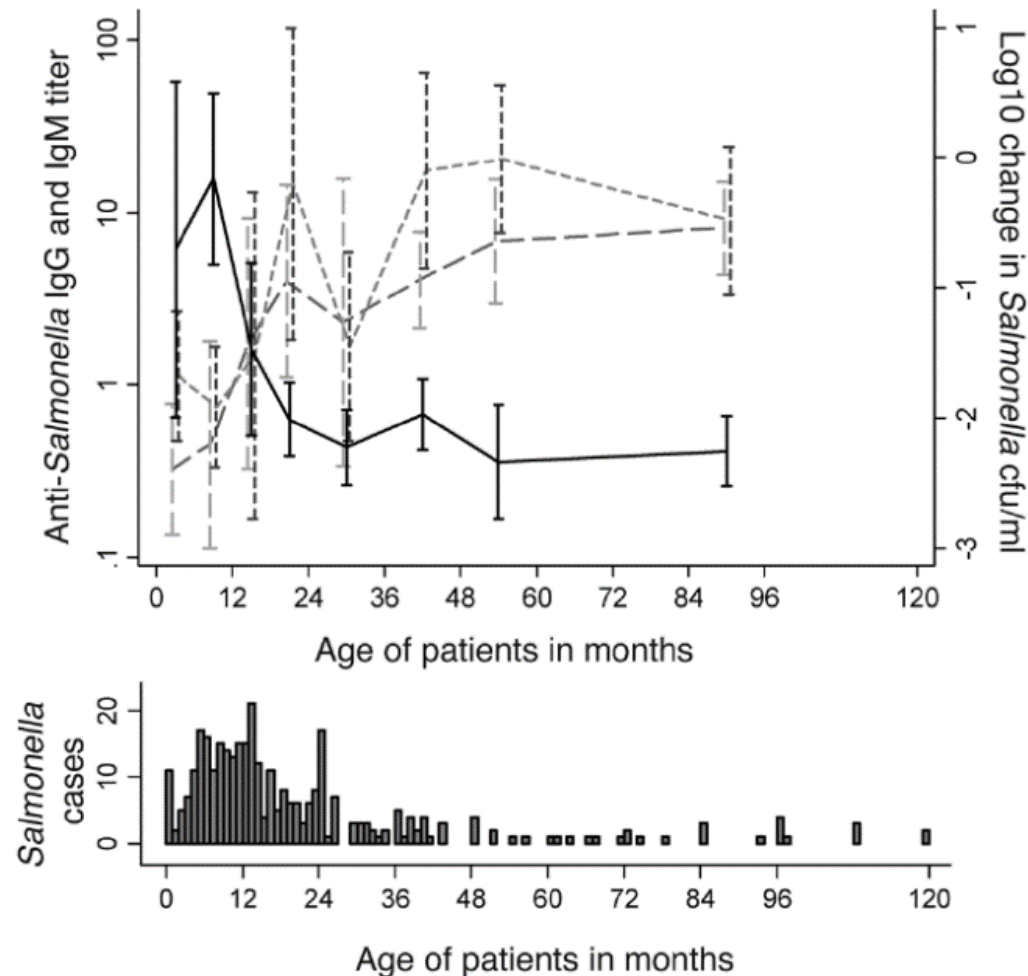 Anti-Salmonella IgG and IgM titer
100
10
1
.1
Log10 change in Salmonella cfu/ml
1
0
-1
-2
-3
0 12 24 36 48 60 72 84 96 120
Age of patients in months
Salmonella
cases
20
10
0
0 12 24 36 48 60 72 84 96 120
Age of patients in months